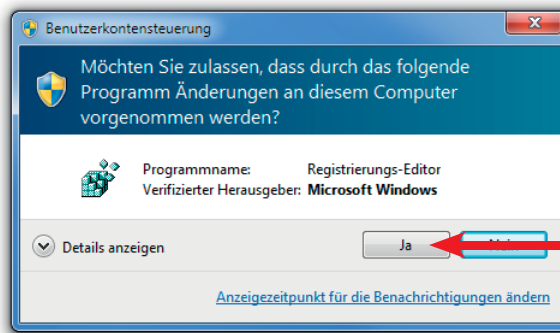 Benutzerkontensteuerung
Möchten Sie zulassen, dass durch das folgende
Programm Änderungen an diesem Computer
vorgenommen werden?
Programmname: Registrierungs-Editor
Verifizierter Herausgeber: Microsoft Windows
Details anzeigen
Ja
Anzeigezeitpunkt für die Benachrichtigungen ändern